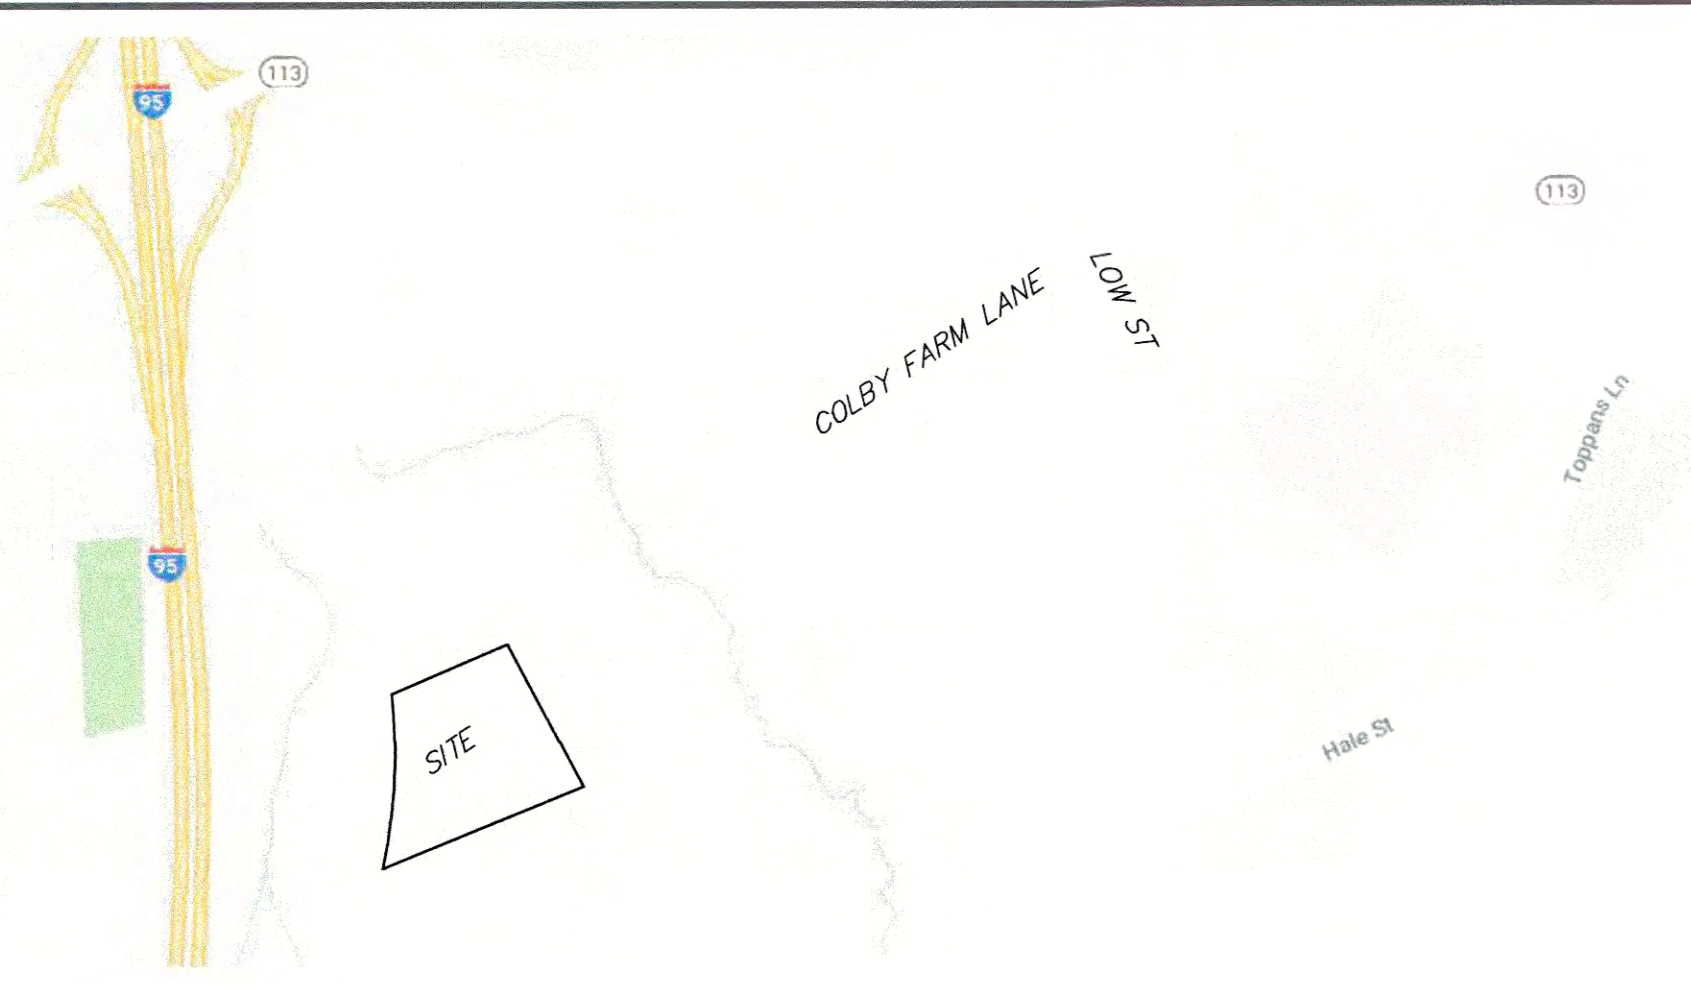 113
95
113
LOW ST
COLBY FARM LANE
Toppans Ln
95
SITE
Hale St